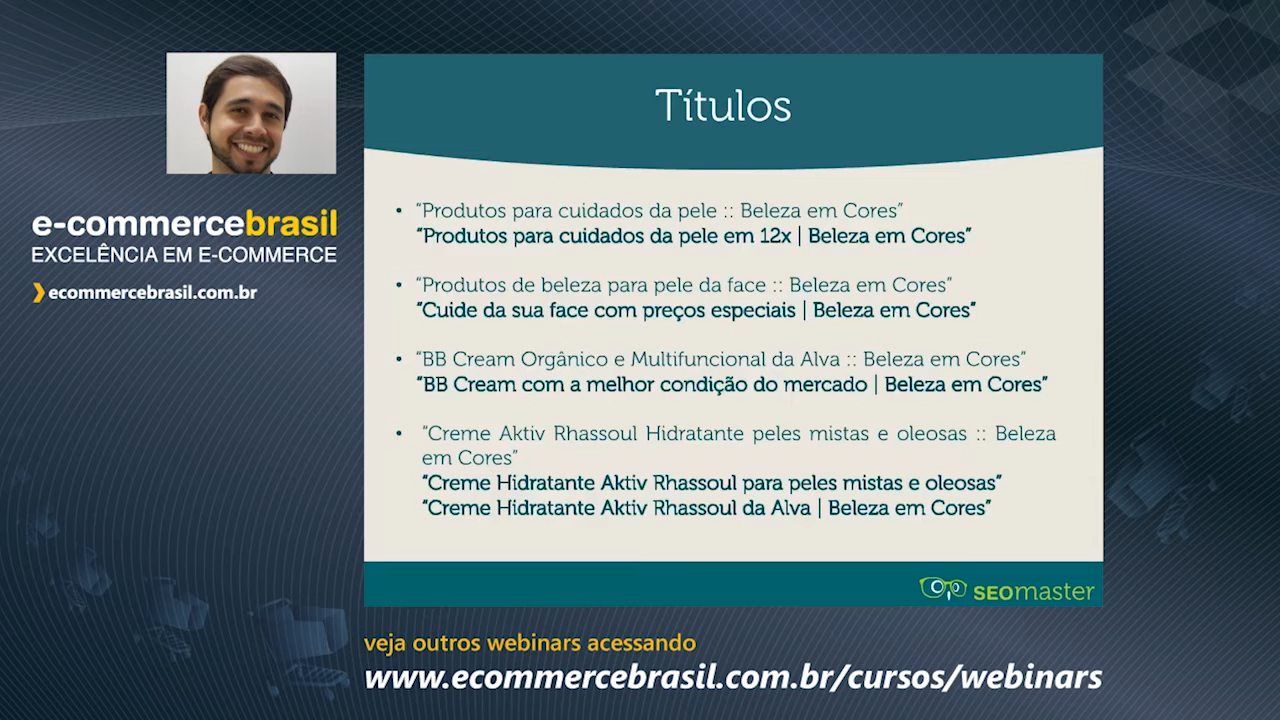 e-commercebrasil
EXCELÊNCIA EM E-COMMERCE
ecommercebrasil.com.br
Títulos
• “Produtos para cuidados da pele :: Beleza em Cores”
“Produtos para cuidados da pele em 12x | Beleza em Cores”
• “Produtos de beleza para pele da face :: Beleza em Cores”
“Cuide da sua face com preços especiais | Beleza em Cores”
• “BB Cream Orgânico e Multifuncional da Alva :: Beleza em Cores”
“BB Cream com a melhor condição do mercado | Beleza em Cores”
• “Creme Aktiv Rhassoul Hidratante peles mistas e oleosas :: Beleza
em Cores”
“Creme Hidratante Aktiv Rhassoul para peles mistas e oleosas”
“Creme Hidratante Aktiv Rhassoul da Alva | Beleza em Cores”
SEOmaster
veja outros webinars acessando
www.ecommercebrasil.com.br/cursos/webinars